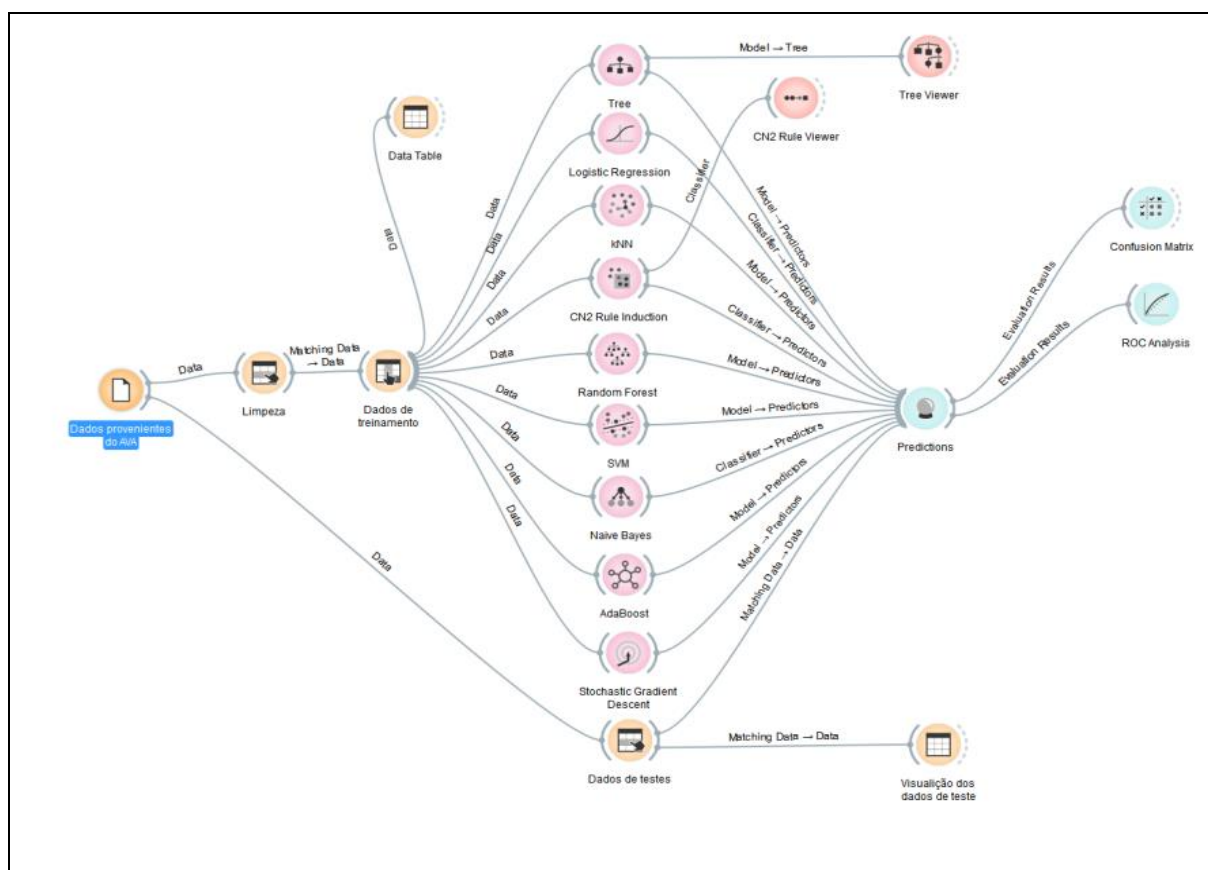 Model → Tree
Tree
Tree Viewer
Data Table
CN2 Rule Viewer
Logistic Regression
Classifier
Data
Data
Data
Data
Model → Predictors
Classifier → Predictors
Model → Predictors
kNN
Confusion Matrix
Data
CN2 Rule Induction
Classifier → Predictors
Evaluation Results
Evaluation Results
ROC Analysis
Data
Matching Data
→ Data
Data
Random Forest
Model → Predictors
Limpeza
Dados de
treinamento
Data
Model → Predictors
Dados provenientes
do AVA
SVM
Predictions
Data
Classifier → Predictors
Naive Bayes
Data
Model → Predictors
Data
AdaBoost
Model → Predictors
Data
Matching Data → Data
Stochastic Gradient
Descent
Matching Data → Data
Dados de testes
Visualição dos
dados de teste